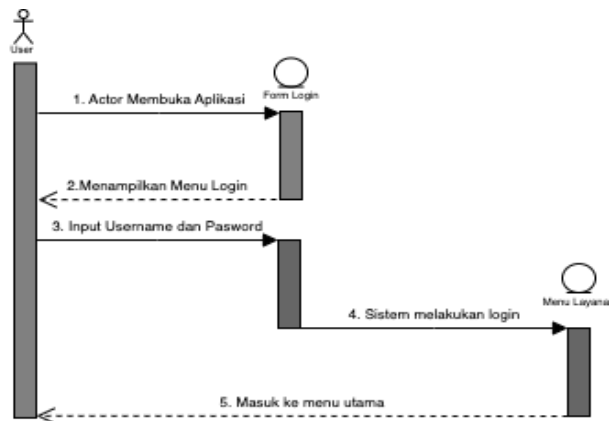 User
Form Login
1. Actor Membuka Aplikasi
2.Menampilkan Menu Login
3. Input Username dan Pasword
Menu Layana
4. Sistem melakukan login
5. Masuk ke menu utama